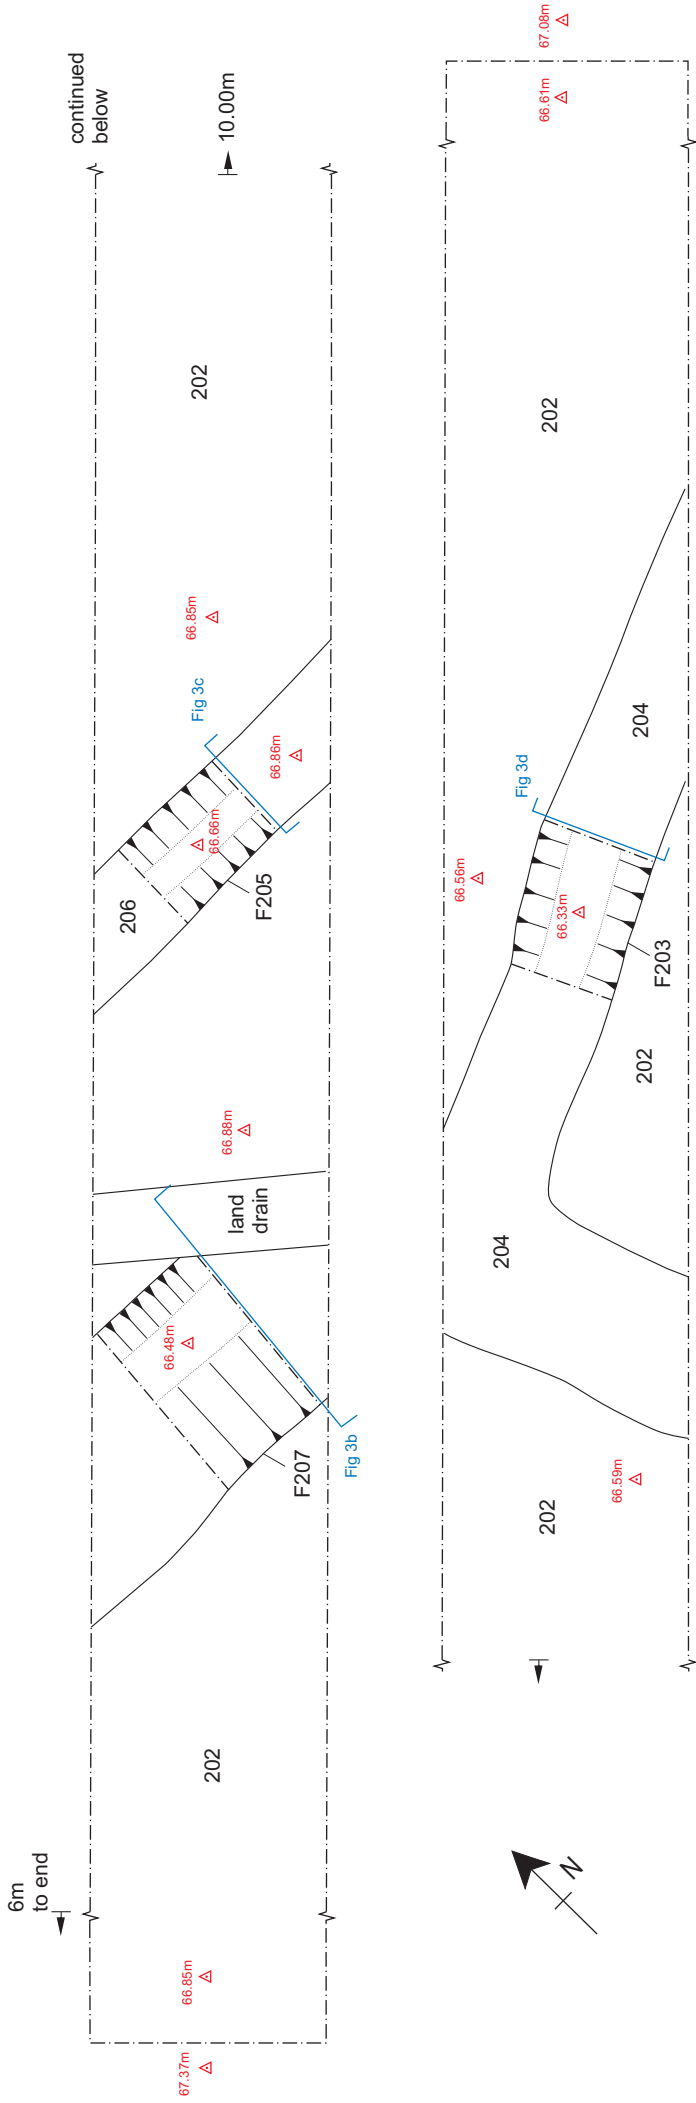 6m
to end
continued
below
67.37m
66.85m
202
F207
Fig 3b
66.48m
land
drain
66.88m
206
F205
66.66m
66.86m
Fig 3c
66.85m
202
10.00m
N
202
66.59m
204
202
F203
66.33m
66.56m
Fig 3d
204
202
66.61m
67.08m